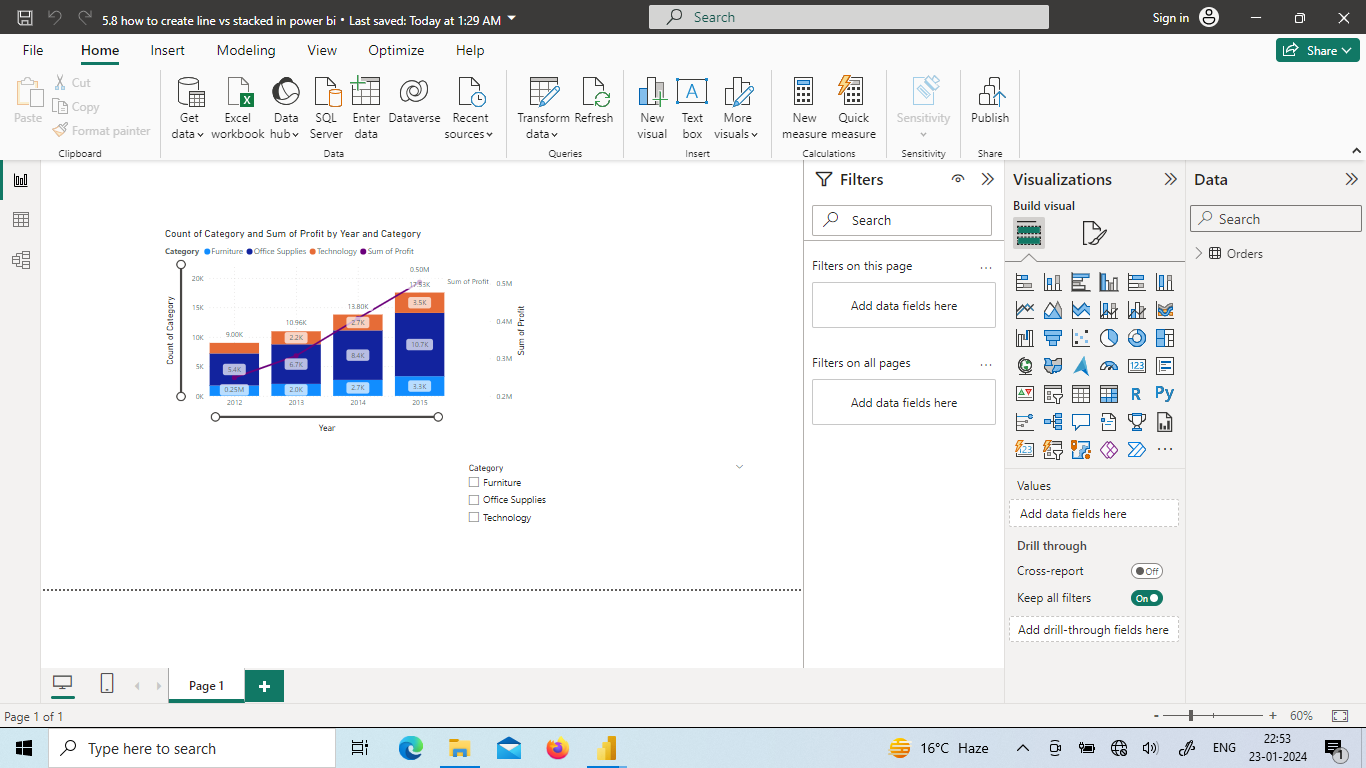 5.8 how to create line vs stacked in power bi • Last saved: Today at 1:29 AM
Search
Sign in
File
Home
Insert
Modeling
View
Optimize
Help
Share
Paste
Cut
Copy
Format painter
Clipboard
Get data
Excel workbook
Data hub
SQL Server
Enter data
Dataverse
Recent sources
Data
Transform data
Refresh
Queries
New visual
Text box
More visuals
Insert
New measure
Quick measure
Calculations
Sensitivity
Sensitivity
Publish
Share
Count of Category and Sum of Profit by Year and Category
Category Furniture Office Supplies Technology Sum of Profit
Count of Category
20K
15K
10K
5K
0K
9.00K
5.4K
0.25M
10.96K
2.2K
6.7K
2.0K
13.80K
2.7K
8.4K
2.7K
0.50M
17.53K
3.5K
10.7K
3.3K
Sum of Profit
0.5M
0.4M
0.3M
0.2M
Sum of Profit
2012
2013
2014
2015
Year
Category
Furniture
Office Supplies
Technology
Filters
Search
Filters on this page
Add data fields here
Filters on all pages
Add data fields here
Visualizations
Build visual
123
R
Py
123
Values
Add data fields here
Drill through
Cross-report
Off
Keep all filters
On
Add drill-through fields here
Data
Search
Orders
Page 1
Page 1 of 1
- + 60%
Type here to search
16°C Haze
ENG
22:53
23-01-2024
1